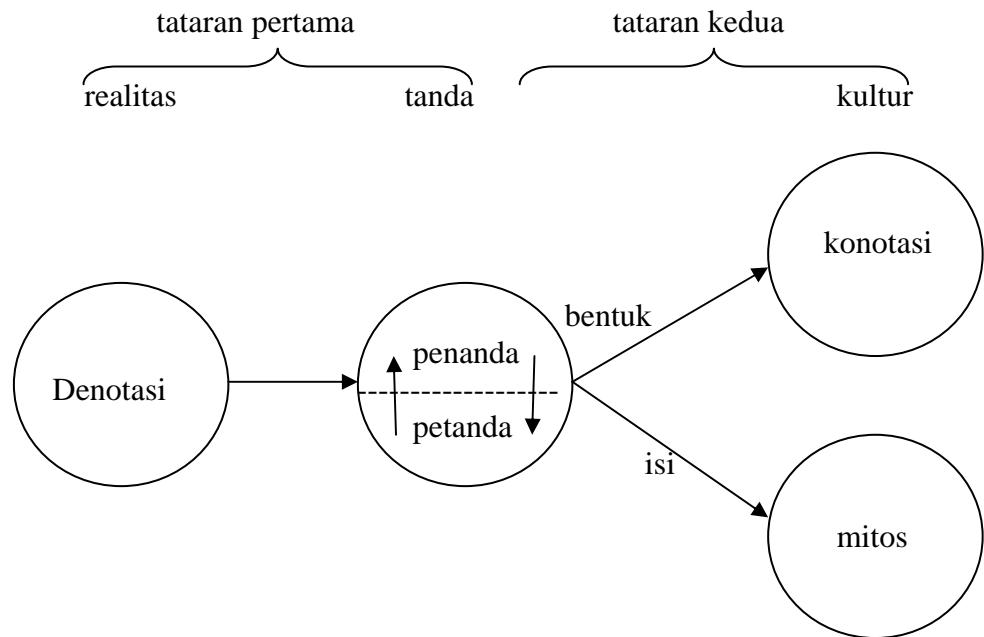 tataran pertama tataran kedua
realitas tanda kultur
konotasi
bentuk
penanda
Denotasi
petanda
isi
mitos